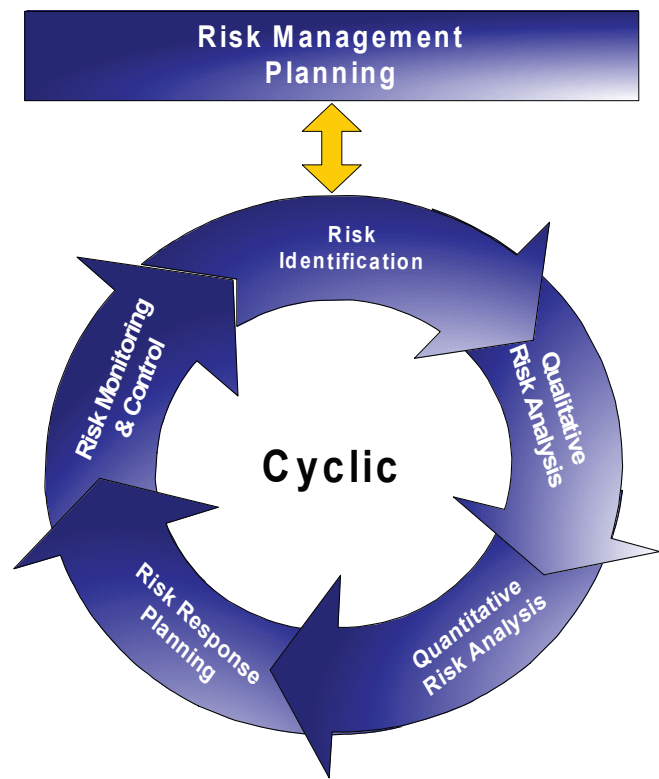 Risk Management
Planning
Risk
Identification
Qualitative
Risk Analysis
Quantitative
Risk Analysis
Risk Response
Planning
Risk Monitoring
& Control
Cyclic